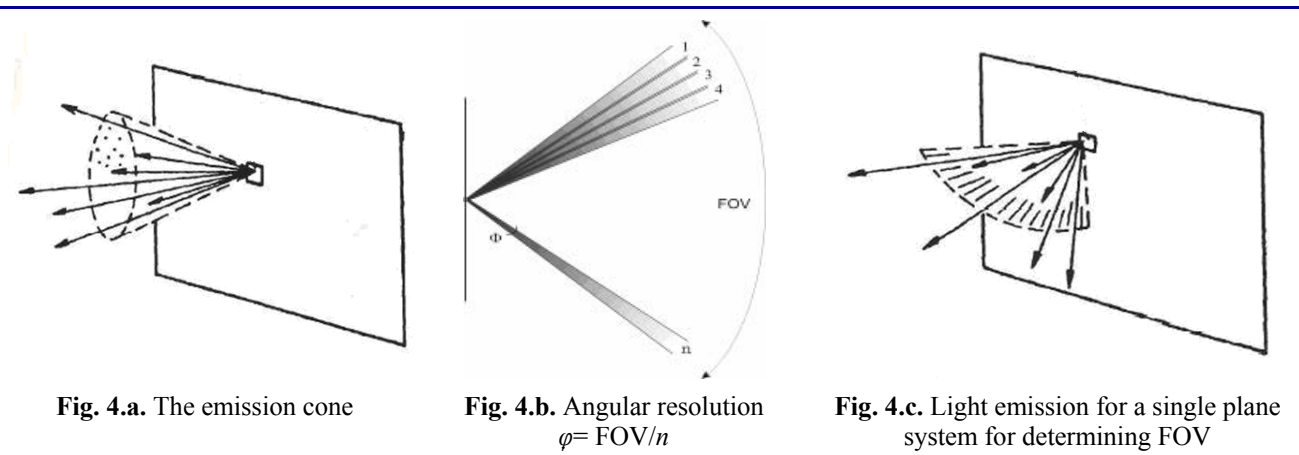 1
2
3
4
FOV
Φ
n
Fig. 4.a. The emission cone
Fig. 4.b. Angular resolution
φ= FOV/n
Fig. 4.c. Light emission for a single plane
system for determining FOV